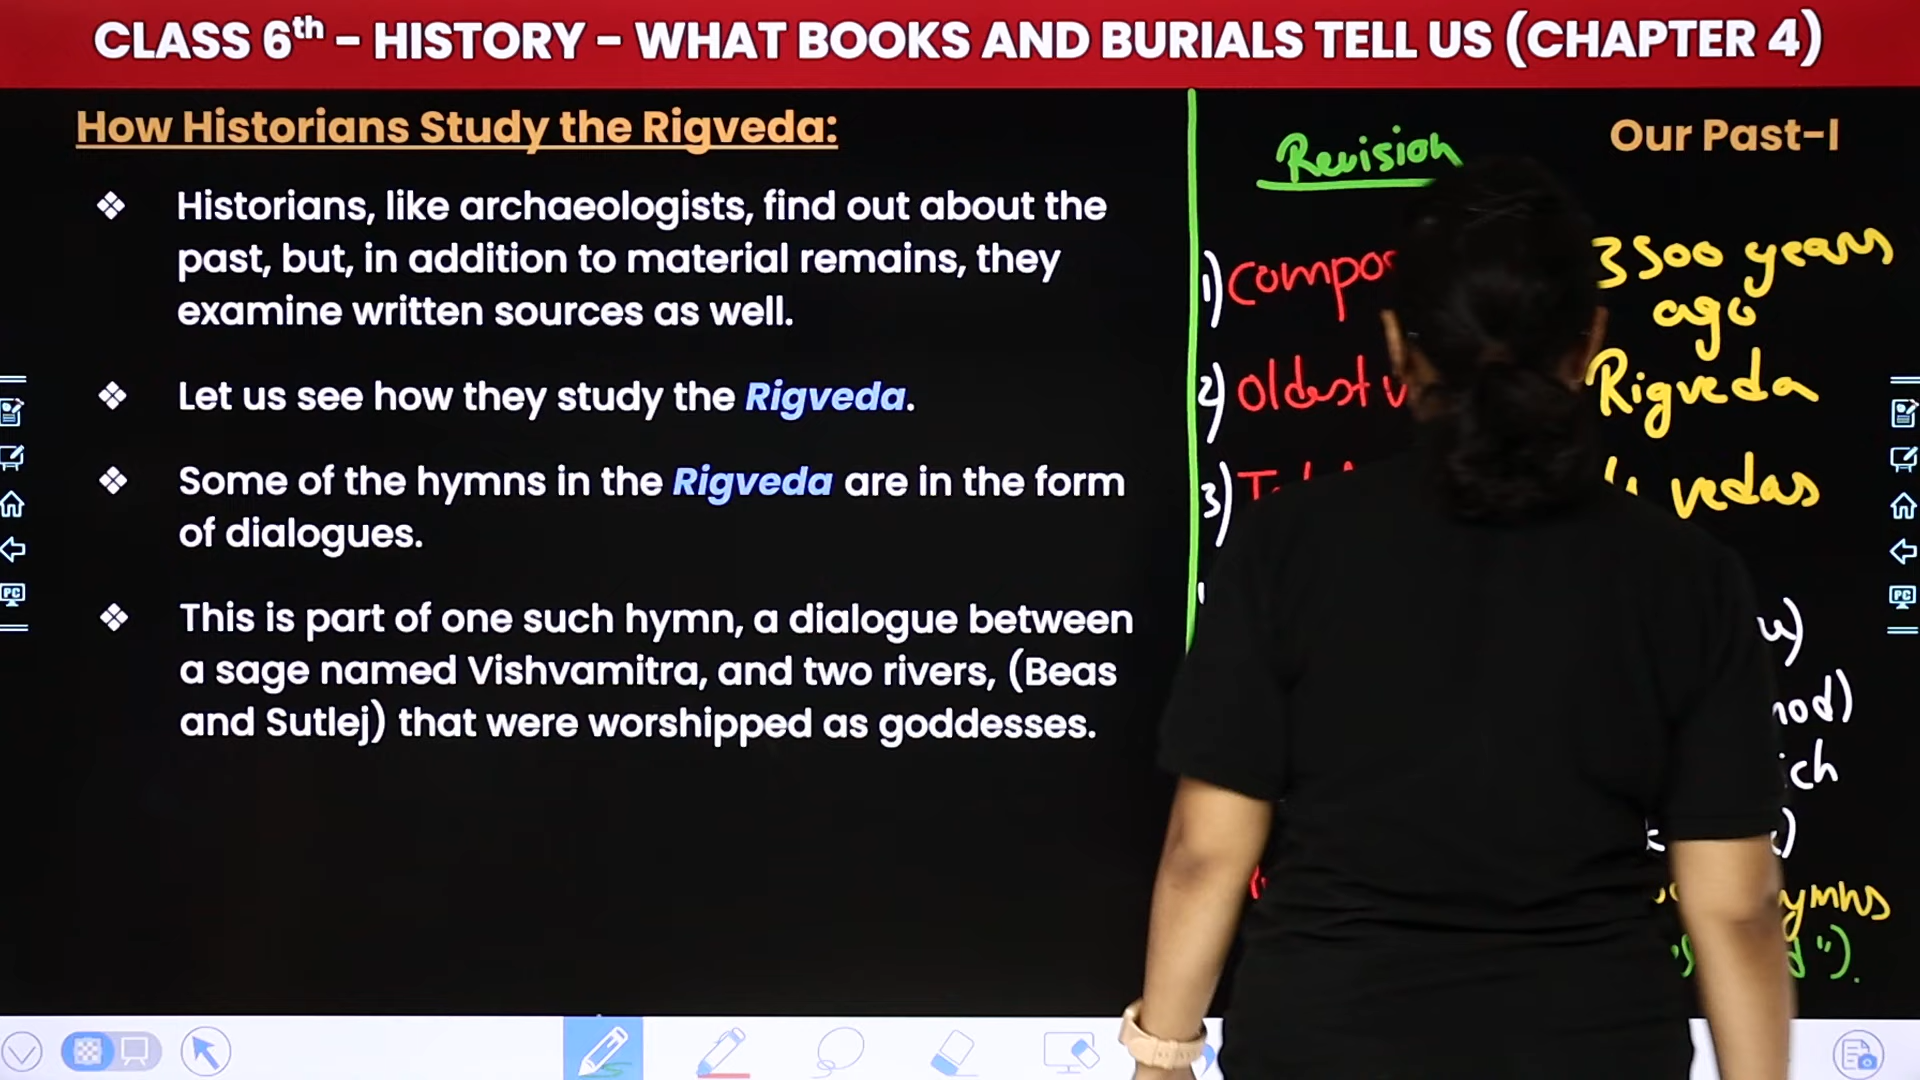 CLASS 6th - HISTORY - WHAT BOOKS AND BURIALS TELL US (CHAPTER 4)
How Historians Study the Rigveda:
❖ Historians, like archaeologists, find out about the
past, but, in addition to material remains, they
examine written sources as well.
❖ Let us see how they study the Rigveda.
❖ Some of the hymns in the Rigveda are in the form
of dialogues.
❖ This is part of one such hymn, a dialogue between
a sage named Vishvamitra, and two rivers, (Beas
and Sutlej) that were worshipped as goddesses.
Our Past-I
Revision
1) 3500 years
ago
2) Oldest Rigveda
3) vedas
PC
PC